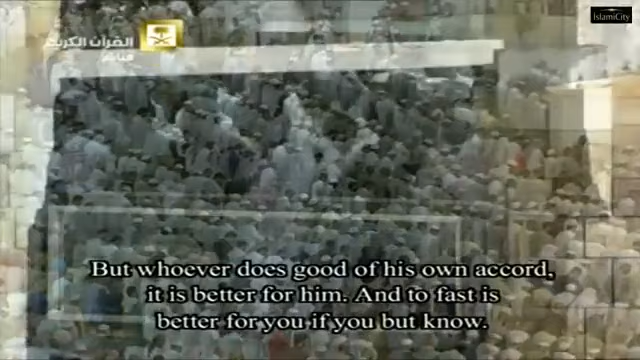 القرآن الكريم
مباشر
IslamiCity
But whoever does good of his own accord,
it is better for him. And to fast is
better for you if you but know.